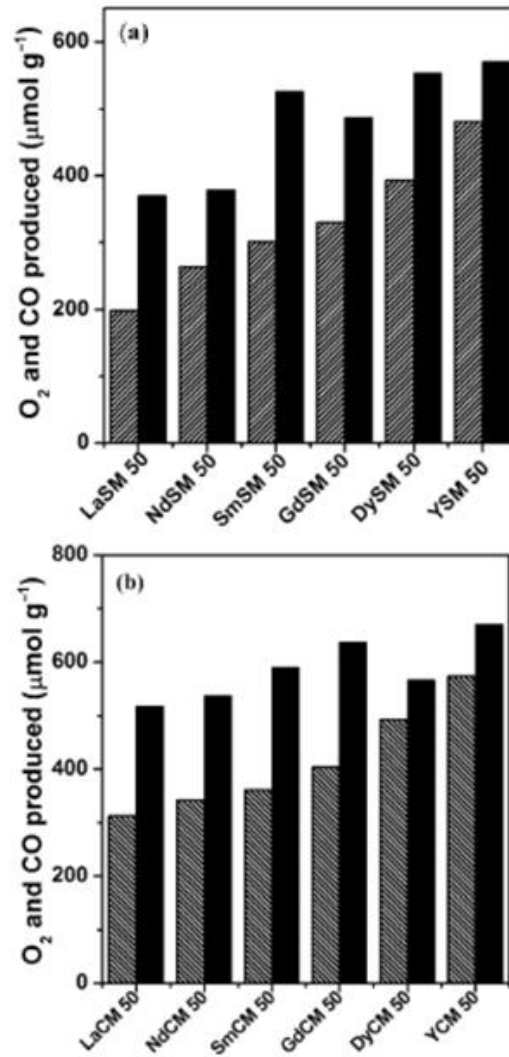 (a)
O₂ and CO produced (μmol g⁻¹)
600
400
200
0
LaSM 50
NdSM 50
SmSM 50
GdSM 50
DySM 50
YSM 50
(b)
O₂ and CO produced (μmol g⁻¹)
800
600
400
200
0
LaCM 50
NdCM 50
SmCM 50
GdCM 50
DyCM 50
YCM 50